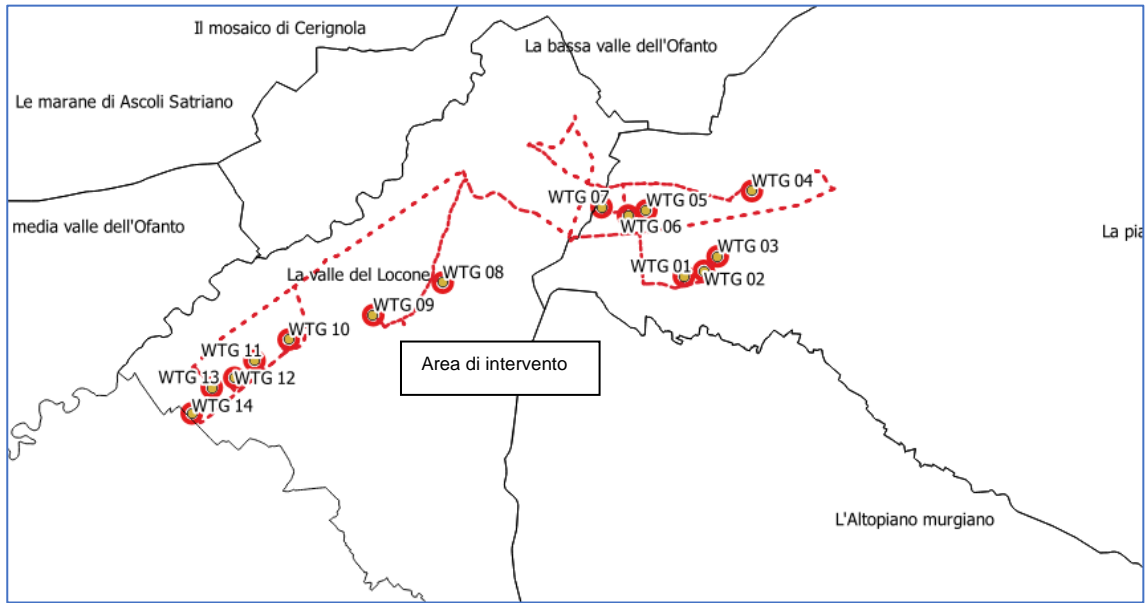 Il mosaico di Cerignola
La bassa valle dell'Ofanto
Le marane di Ascoli Satriano
WTG 04
WTG 07
WTG 05
WTG 06
media valle dell'Ofanto
La pia
WTG 03
WTG 01
WTG 02
La valle del Locone
WTG 08
WTG 09
WTG 10
WTG 11
Area di intervento
WTG 13
WTG 12
WTG 14
L'Altopiano murgiano